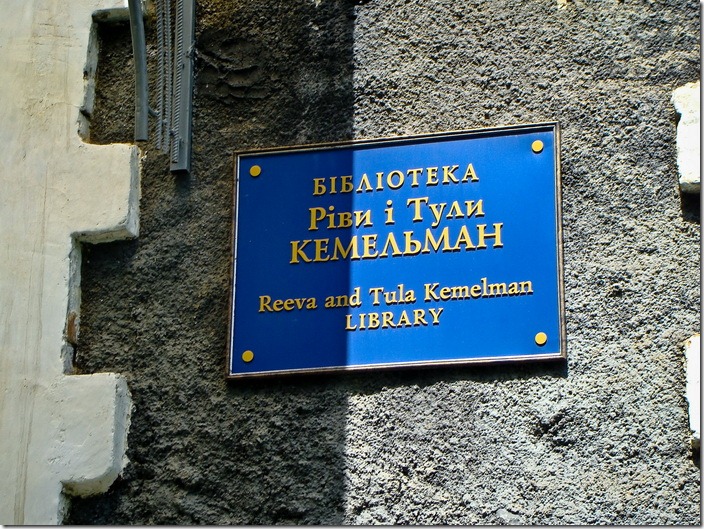 БІБЛІОТЕКА
Ріви і Тули
КЕМЕЛЬМАН
Reeva and Tula Kemelman
LIBRARY